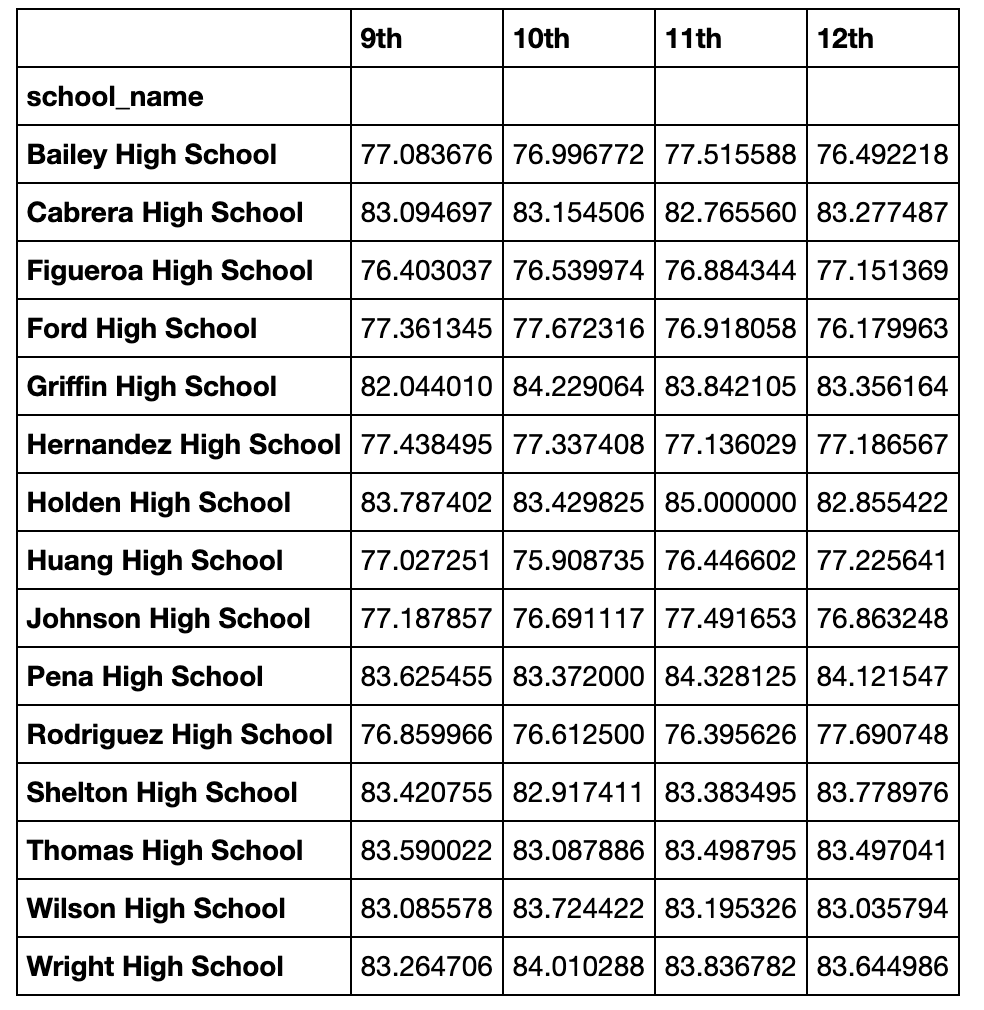 9th 10th 11th 12th
school_name
Bailey High School 77.083676 76.996772 77.515588 76.492218
Cabrera High School 83.094697 83.154506 82.765560 83.277487
Figueroa High School 76.403037 76.539974 76.884344 77.151369
Ford High School 77.361345 77.672316 76.918058 76.179963
Griffin High School 82.044010 84.229064 83.842105 83.356164
Hernandez High School 77.438495 77.337408 77.136029 77.186567
Holden High School 83.787402 83.429825 85.000000 82.855422
Huang High School 77.027251 75.908735 76.446602 77.225641
Johnson High School 77.187857 76.691117 77.491653 76.863248
Pena High School 83.625455 83.372000 84.328125 84.121547
Rodriguez High School 76.859966 76.612500 76.395626 77.690748
Shelton High School 83.420755 82.917411 83.383495 83.778976
Thomas High School 83.590022 83.087886 83.498795 83.497041
Wilson High School 83.085578 83.724422 83.195326 83.035794
Wright High School 83.264706 84.010288 83.836782 83.644986